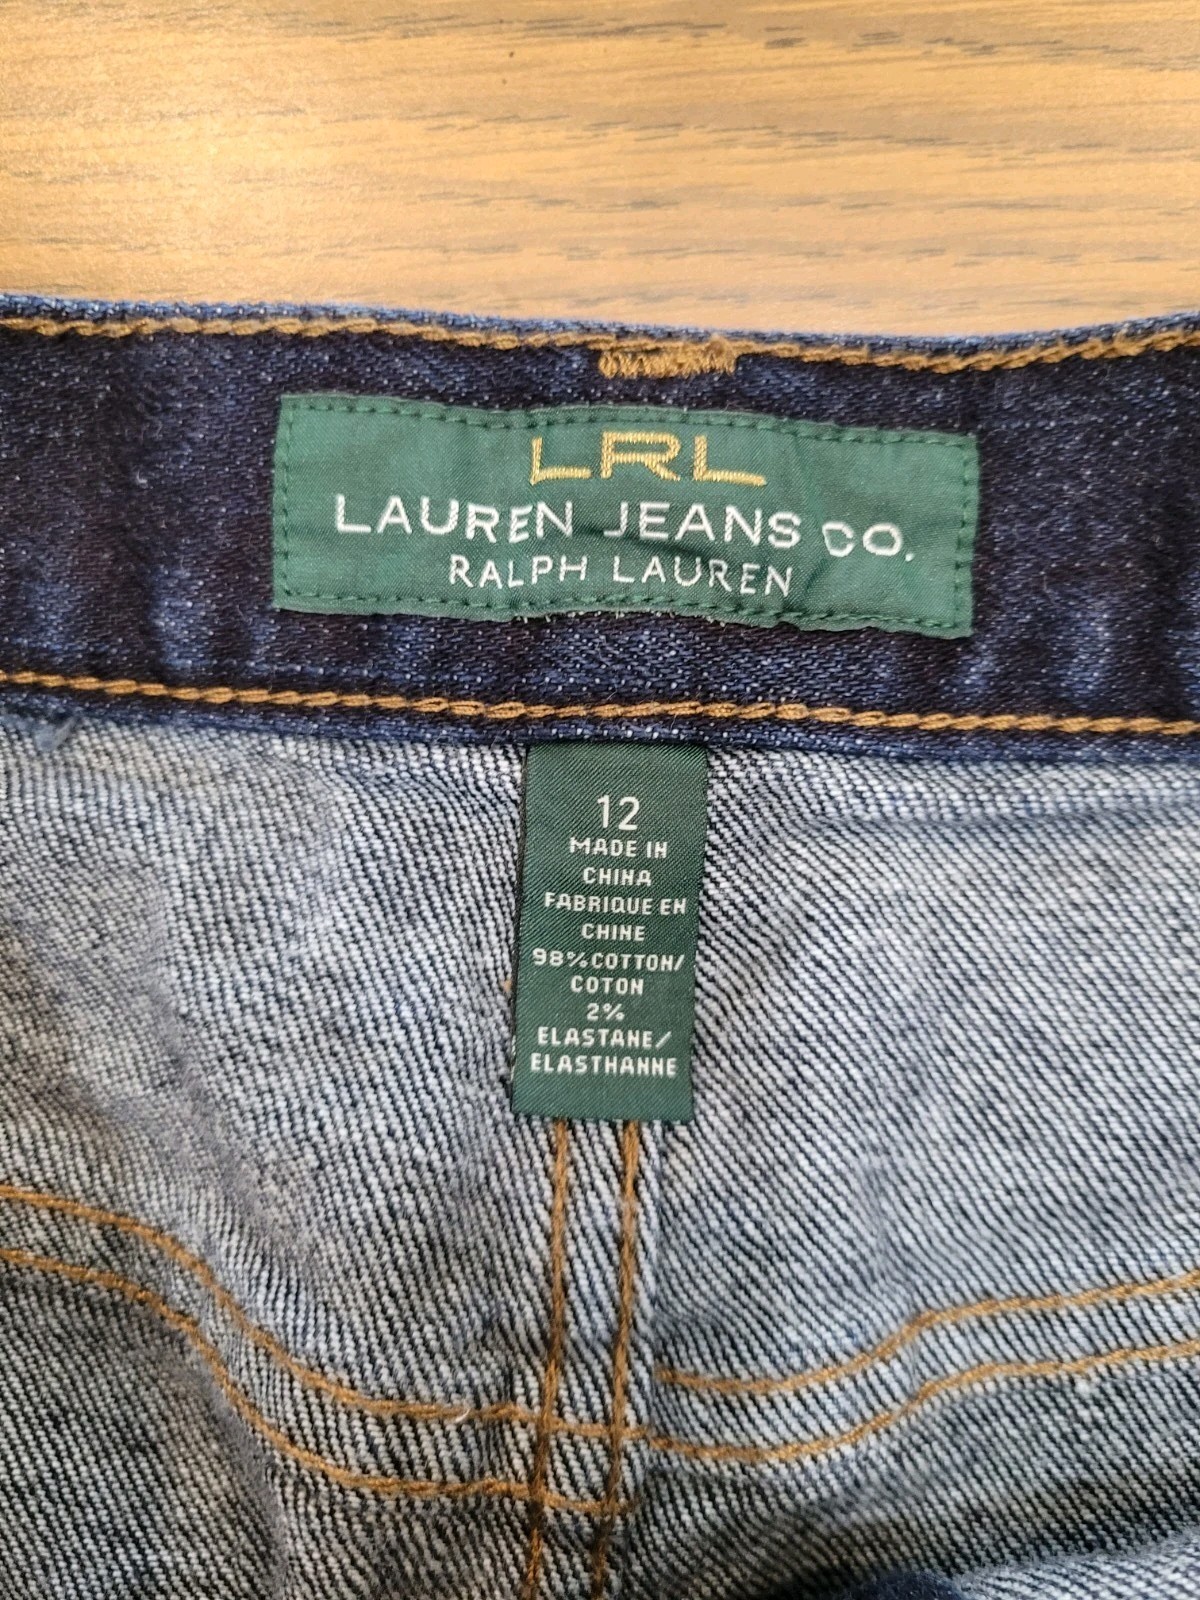 LRL
LAUREN JEANS CO.
RALPH LAUREN
12
MADE IN
CHINA
FABRIQUE EN
CHINE
98%COTTON/
COTON
2%
ELASTANE/
ELASTHANNE